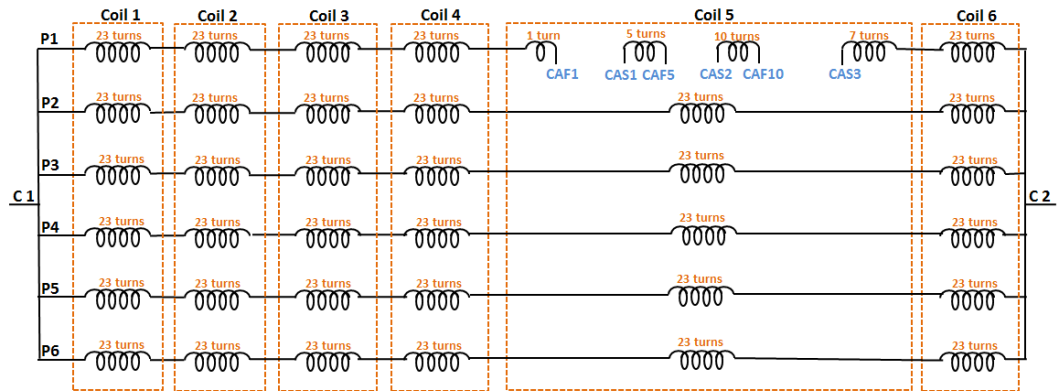 Coil 1 Coil 2 Coil 3 Coil 4 Coil 5 Coil 6
P1 23 turns 23 turns 23 turns 23 turns 1 turn 5 turns 10 turns 7 turns 23 turns
CAF1 CAS1 CAF5 CAS2 CAF10 CAS3
P2 23 turns 23 turns 23 turns 23 turns 23 turns 23 turns
P3 23 turns 23 turns 23 turns 23 turns 23 turns 23 turns
C 1 C 2
P4 23 turns 23 turns 23 turns 23 turns 23 turns 23 turns
P5 23 turns 23 turns 23 turns 23 turns 23 turns 23 turns
P6 23 turns 23 turns 23 turns 23 turns 23 turns 23 turns